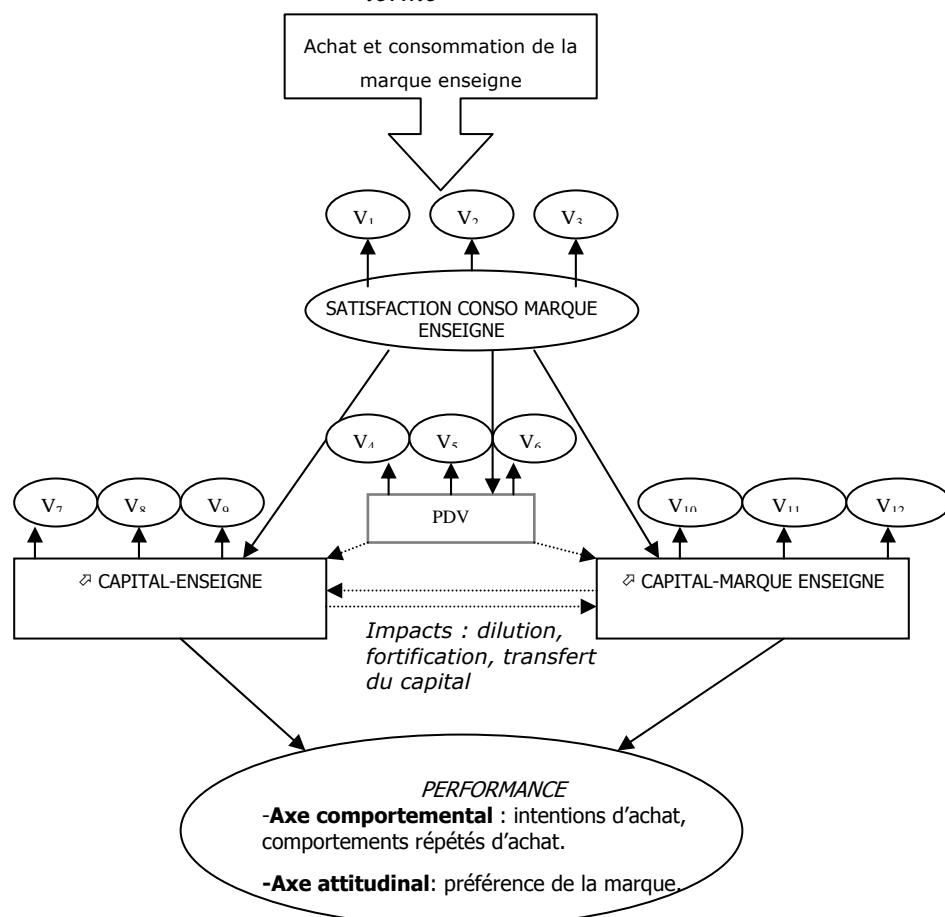 Achat et consommation de la
marque enseigne
V₁ V₂ V₃
SATISFACTION CONSO MARQUE
ENSEIGNE
V₄ V₅ V₆
PDV
V₇ V₈ V₉
V₁₀ V₁₁ V₁₂
⬀ CAPITAL-ENSEIGNE
⬀ CAPITAL-MARQUE ENSEIGNE
Impacts : dilution,
fortification, transfert
du capital
PERFORMANCE
-Axe comportemental : intentions d’achat,
comportements répétés d’achat.
-Axe attitudinal: préférence de la marque.